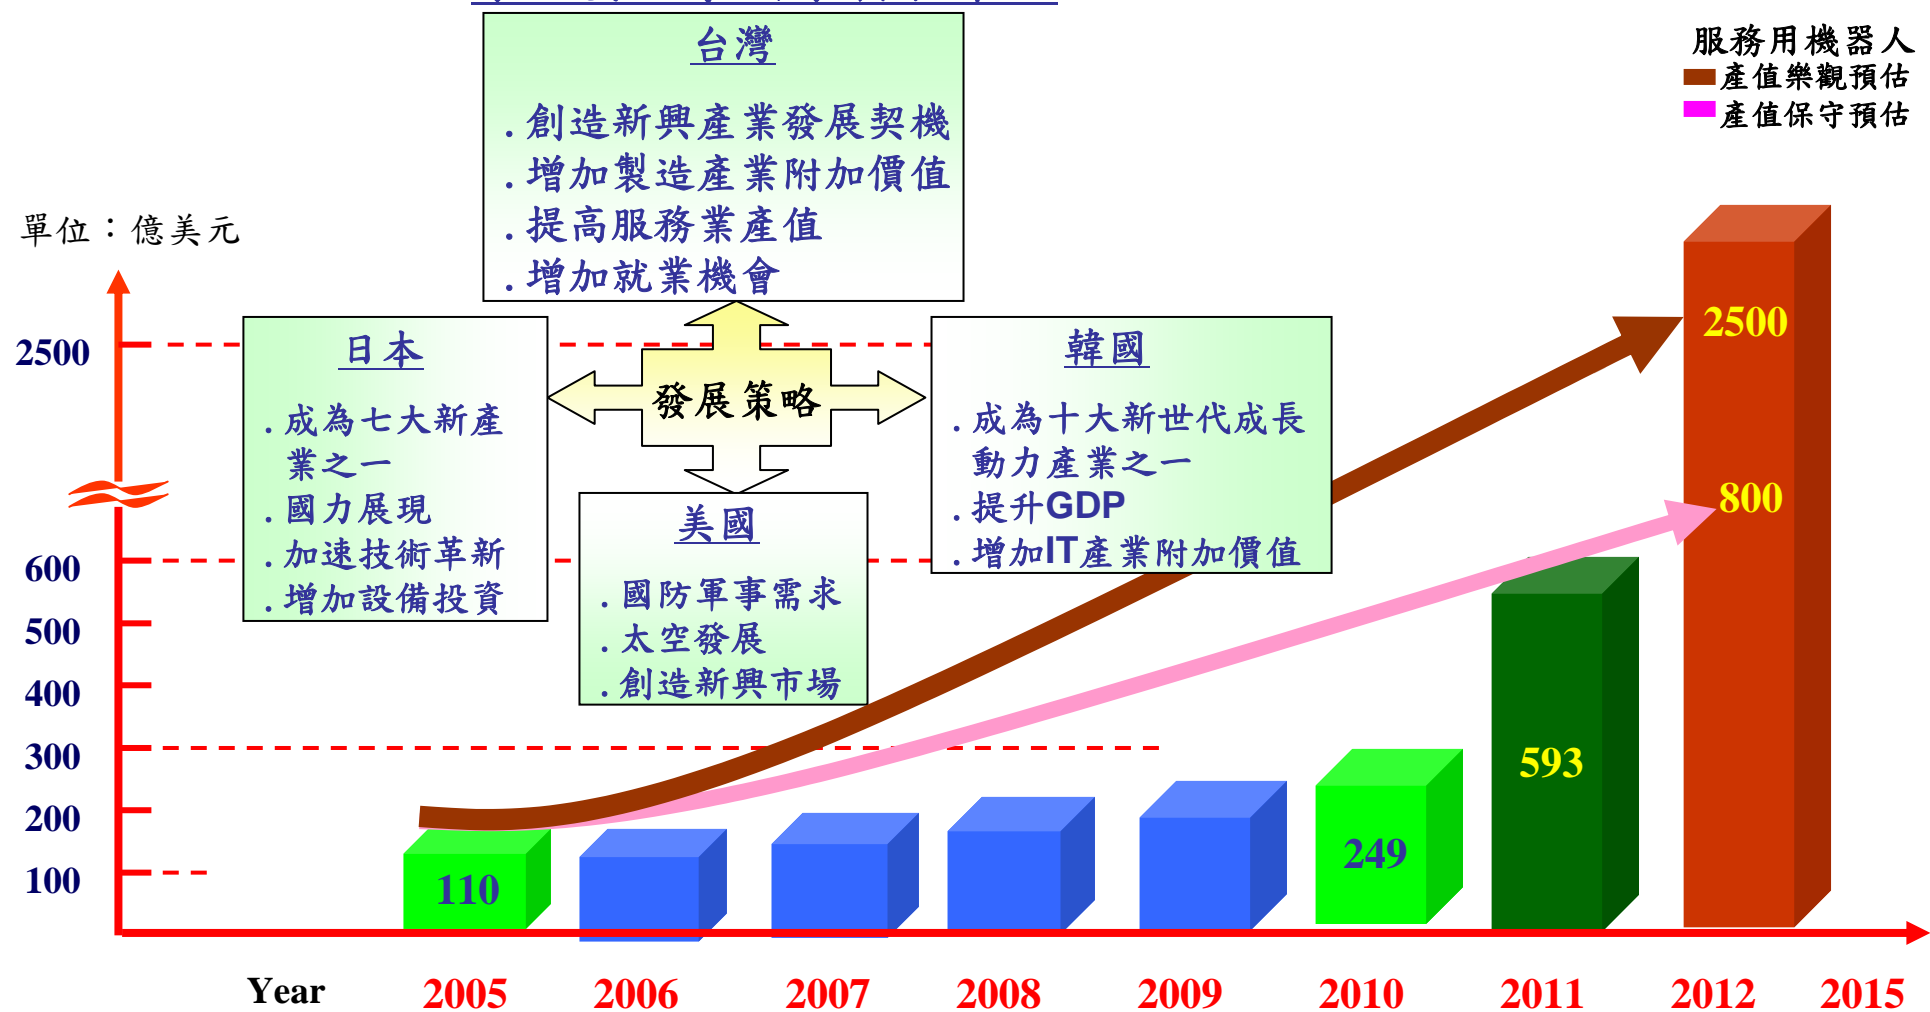 台灣
. 創造新興產業發展契機
. 增加製造產業附加價值
. 提高服務業產值
. 增加就業機會
服務用機器人
產值樂觀預估
產值保守預估
單位：億美元
日本
. 成為七大新產
業之一
. 國力展現
. 加速技術革新
. 增加設備投資
發展策略
韓國
. 成為十大新世代成長
動力產業之一
. 提升GDP
. 增加IT產業附加價值
美國
. 國防軍事需求
. 太空發展
. 創造新興市場
2500
600
500
400
300
200
100
110
249
593
2500
800
Year
2005
2006
2007
2008
2009
2010
2011
2012
2015